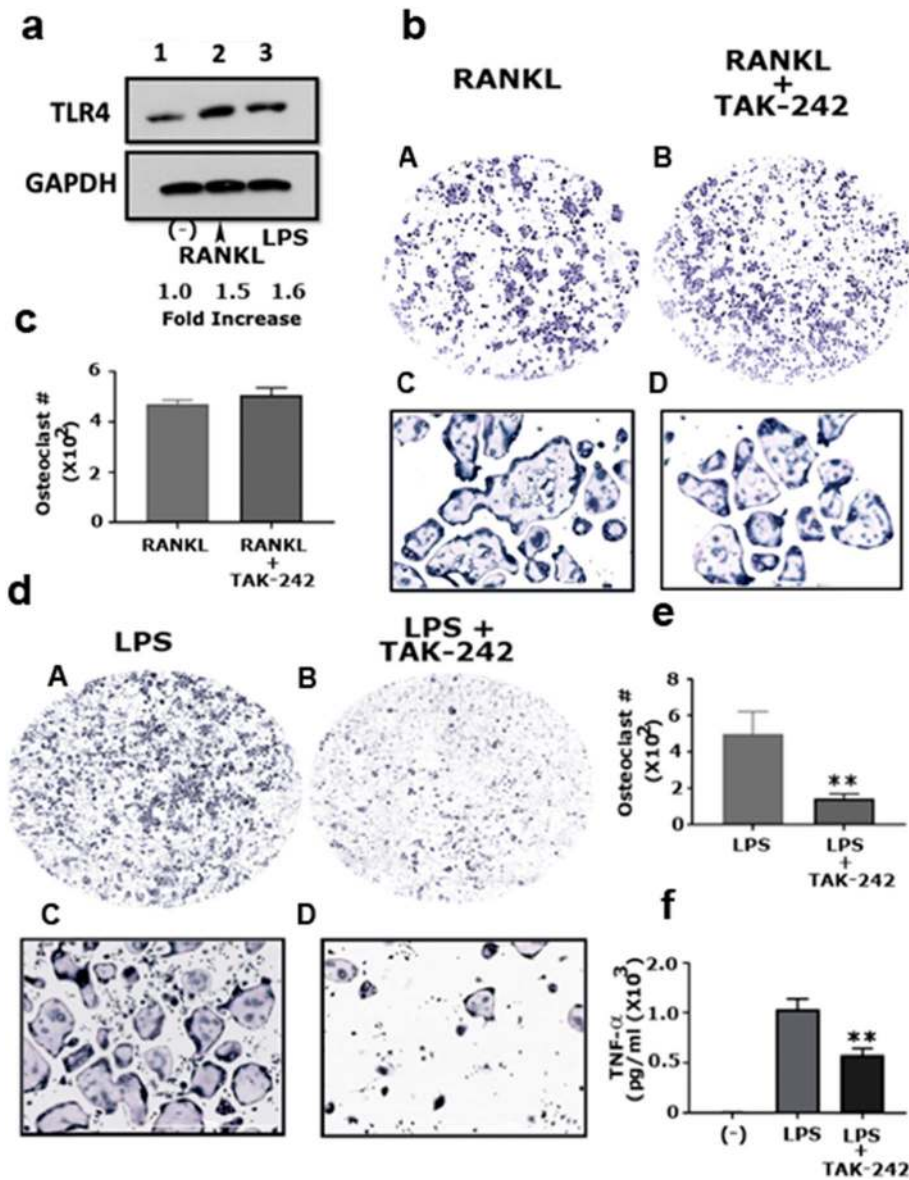 a
1 2 3
TLR4
GAPDH
(-) LPS
RANKL
1.0 1.5 1.6
Fold Increase
b
RANKL
RANKL
+
TAK-242
A B
C D
c
Osteoclast #
(X10²)
6
4
2
0
RANKL
RANKL
+
TAK-242
d
LPS
LPS +
TAK-242
A B
C D
e
Osteoclast #
(X10²)
8
6
4
2
0
**
LPS
LPS
+
TAK-242
f
TNF-α
(pg/ml (X10³)
2.0
1.0
0.5
0
**
(-)
LPS
LPS
+
TAK-242